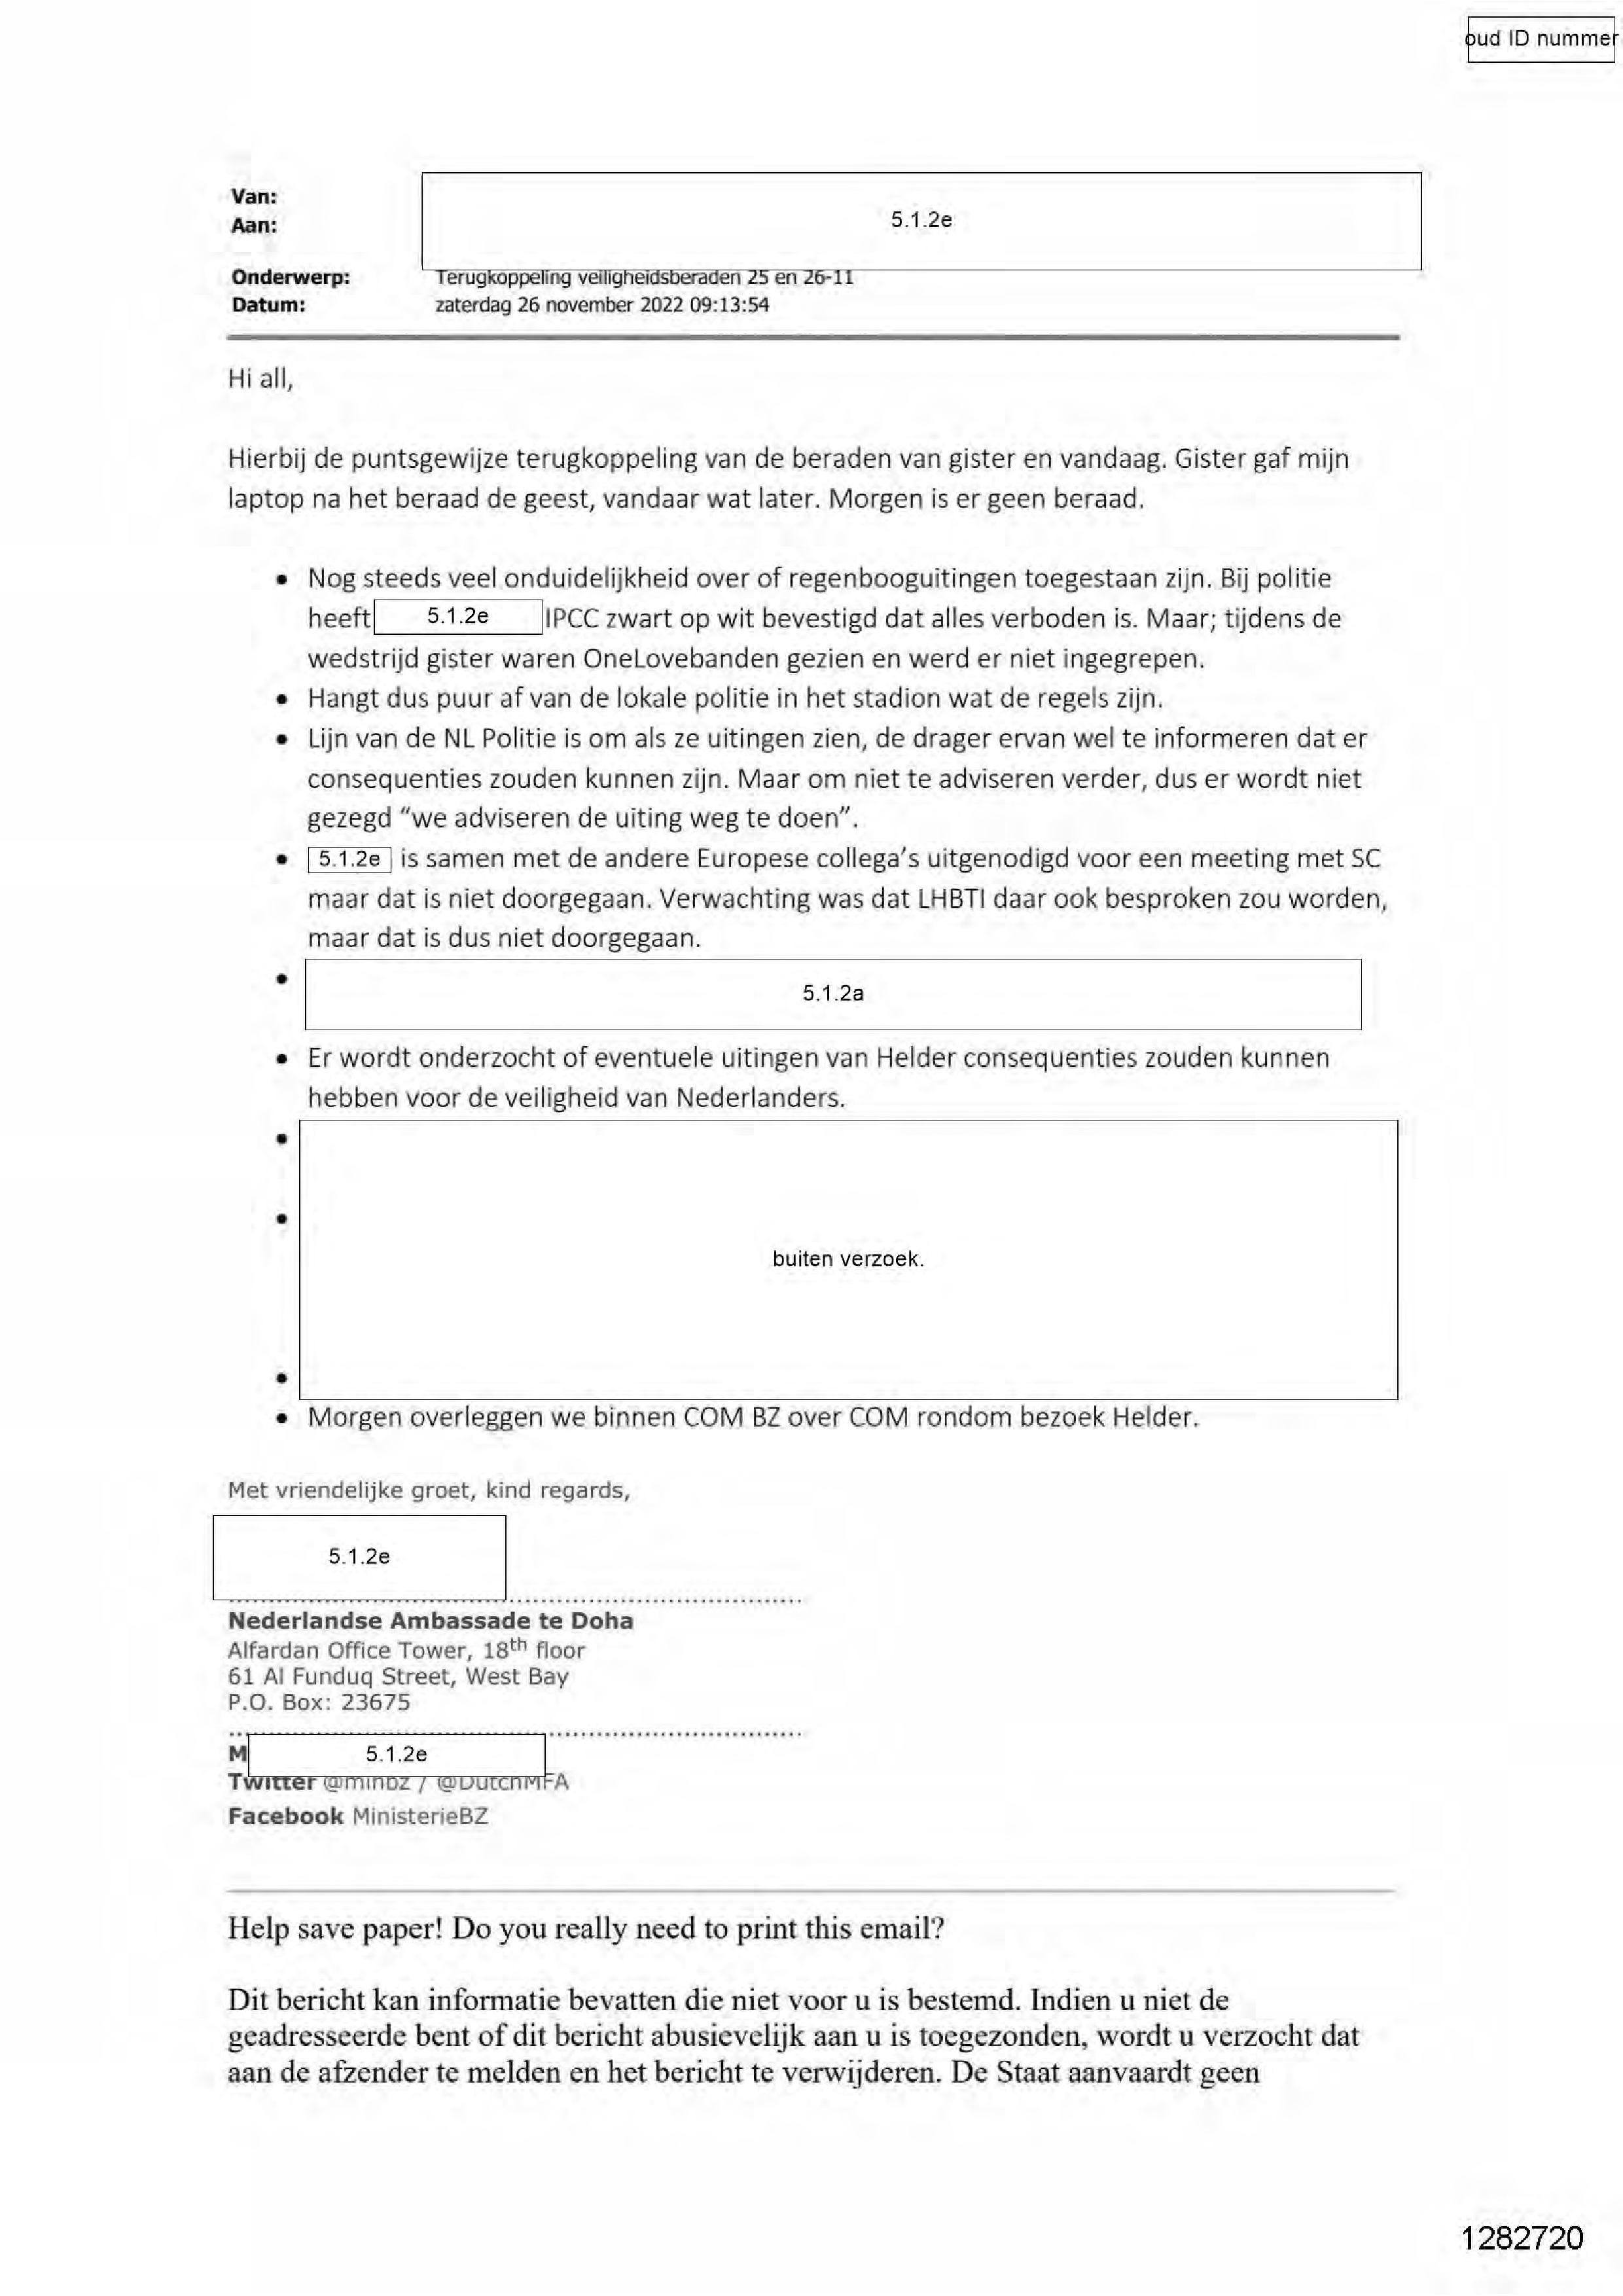 oud ID nummer
Van:
Aan:
5.1.2e
Onderwerp: Terugkoppeling veiligheidsberaden 25 en 26-11
Datum: zaterdag 26 november 2022 09:13:54
Hi all,
Hierbij de puntsgewijze terugkoppeling van de beraden van gister en vandaag. Gister gaf mijn
laptop na het beraad de geest, vandaar wat later. Morgen is er geen beraad.
• Nog steeds veel onduidelijkheid over of regenbooguitingen toegestaan zijn. Bij politie
heeft 5.1.2e IPCC zwart op wit bevestigd dat alles verboden is. Maar; tijdens de
wedstrijd gister waren OneLovebanden gezien en werd er niet ingegrepen.
• Hangt dus puur af van de lokale politie in het stadion wat de regels zijn.
• Lijn van de NL Politie is om als ze uitingen zien, de drager ervan wel te informeren dat er
consequenties zouden kunnen zijn. Maar om niet te adviseren verder, dus er wordt niet
gezegd “we adviseren de uiting weg te doen”.
• 5.1.2e is samen met de andere Europese collega’s uitgenodigd voor een meeting met SC
maar dat is niet doorgegaan. Verwachting was dat LHBTI daar ook besproken zou worden,
maar dat is dus niet doorgegaan.
• 5.1.2a
• Er wordt onderzocht of eventuele uitingen van Helder consequenties zouden kunnen
hebben voor de veiligheid van Nederlanders.
•
•
buiten verzoek.
•
• Morgen overleggen we binnen COM BZ over COM rondom bezoek Helder.
Met vriendelijke groet, kind regards,
5.1.2e
Nederlandse Ambassade te Doha
Alfardan Office Tower, 18th floor
61 Al Funduq Street, West Bay
P.O. Box: 23675
M 5.1.2e
Twitter @minbz / @DutchMFA
Facebook MinisterieBZ
Help save paper! Do you really need to print this email?
Dit bericht kan informatie bevatten die niet voor u is bestemd. Indien u niet de
geadresseerde bent of dit bericht abusievelijk aan u is toegezonden, wordt u verzocht dat
aan de afzender te melden en het bericht te verwijderen. De Staat aanvaardt geen
1282720